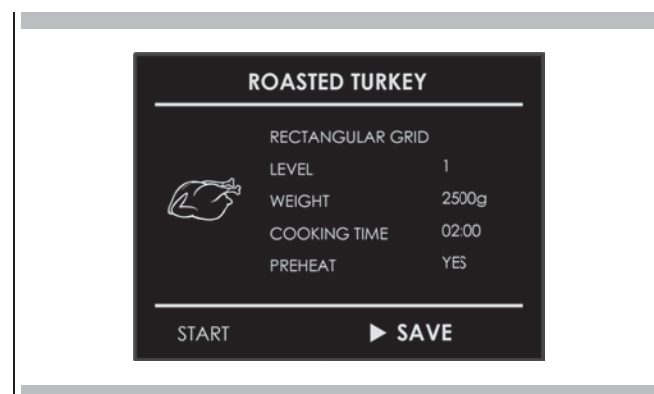 ROASTED TURKEY
RECTANGULAR GRID
LEVEL 1
WEIGHT 2500g
COOKING TIME 02:00
PREHEAT YES
START ▶ SAVE